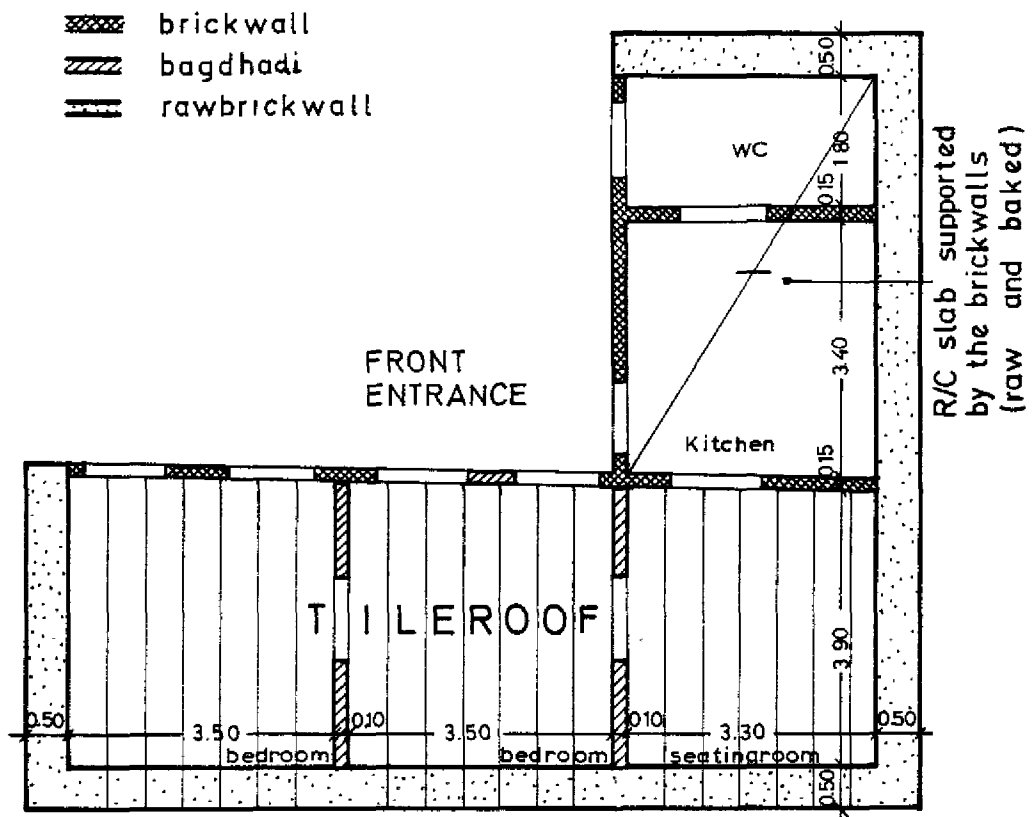 brickwall
bagdhadi
rawbrickwall
0.50
WC
1.80
0.15
R/C slab supported
by the brickwalls
(raw and baked)
FRONT
ENTRANCE
3.40
Kitchen
0.15
TILEROOF
3.90
0.50
3.50
0.10
3.50
0.10
3.30
0.50
bedroom
bedroom
seatingroom
0.50